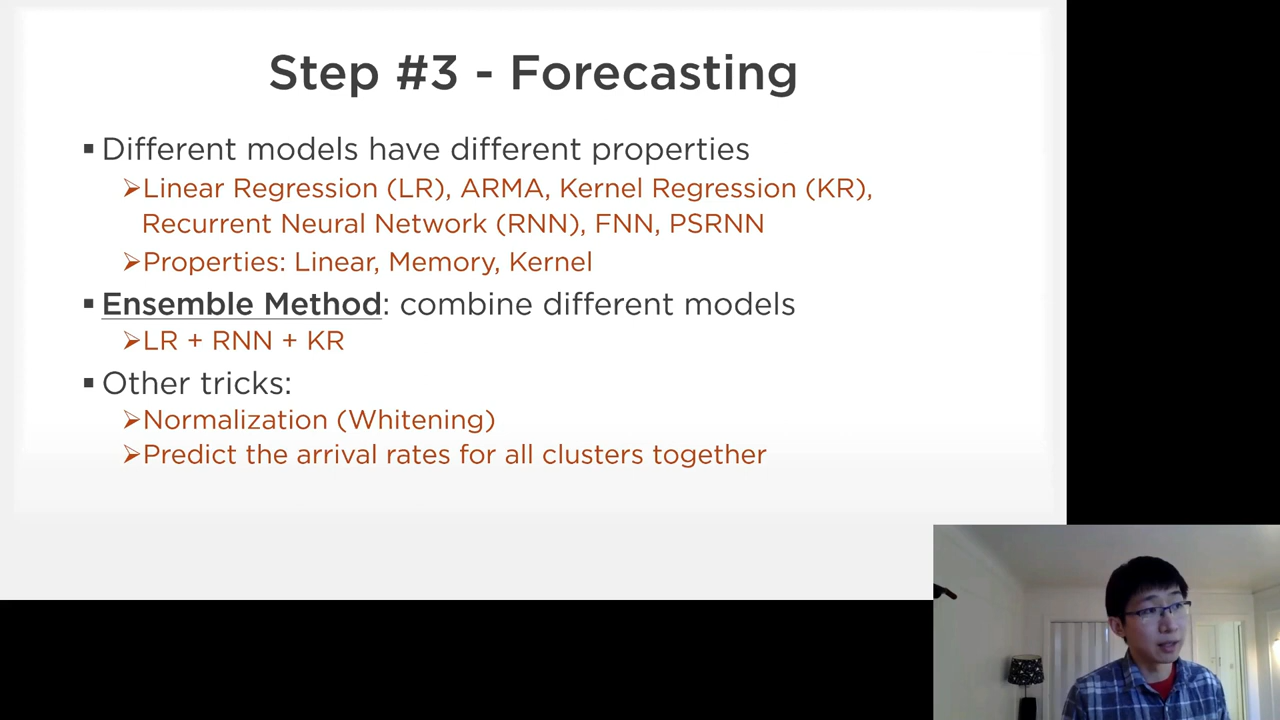 Step #3 - Forecasting
▪ Different models have different properties
➢Linear Regression (LR), ARMA, Kernel Regression (KR),
Recurrent Neural Network (RNN), FNN, PSRNN
➢Properties: Linear, Memory, Kernel
▪ Ensemble Method: combine different models
➢LR + RNN + KR
▪ Other tricks:
➢Normalization (Whitening)
➢Predict the arrival rates for all clusters together